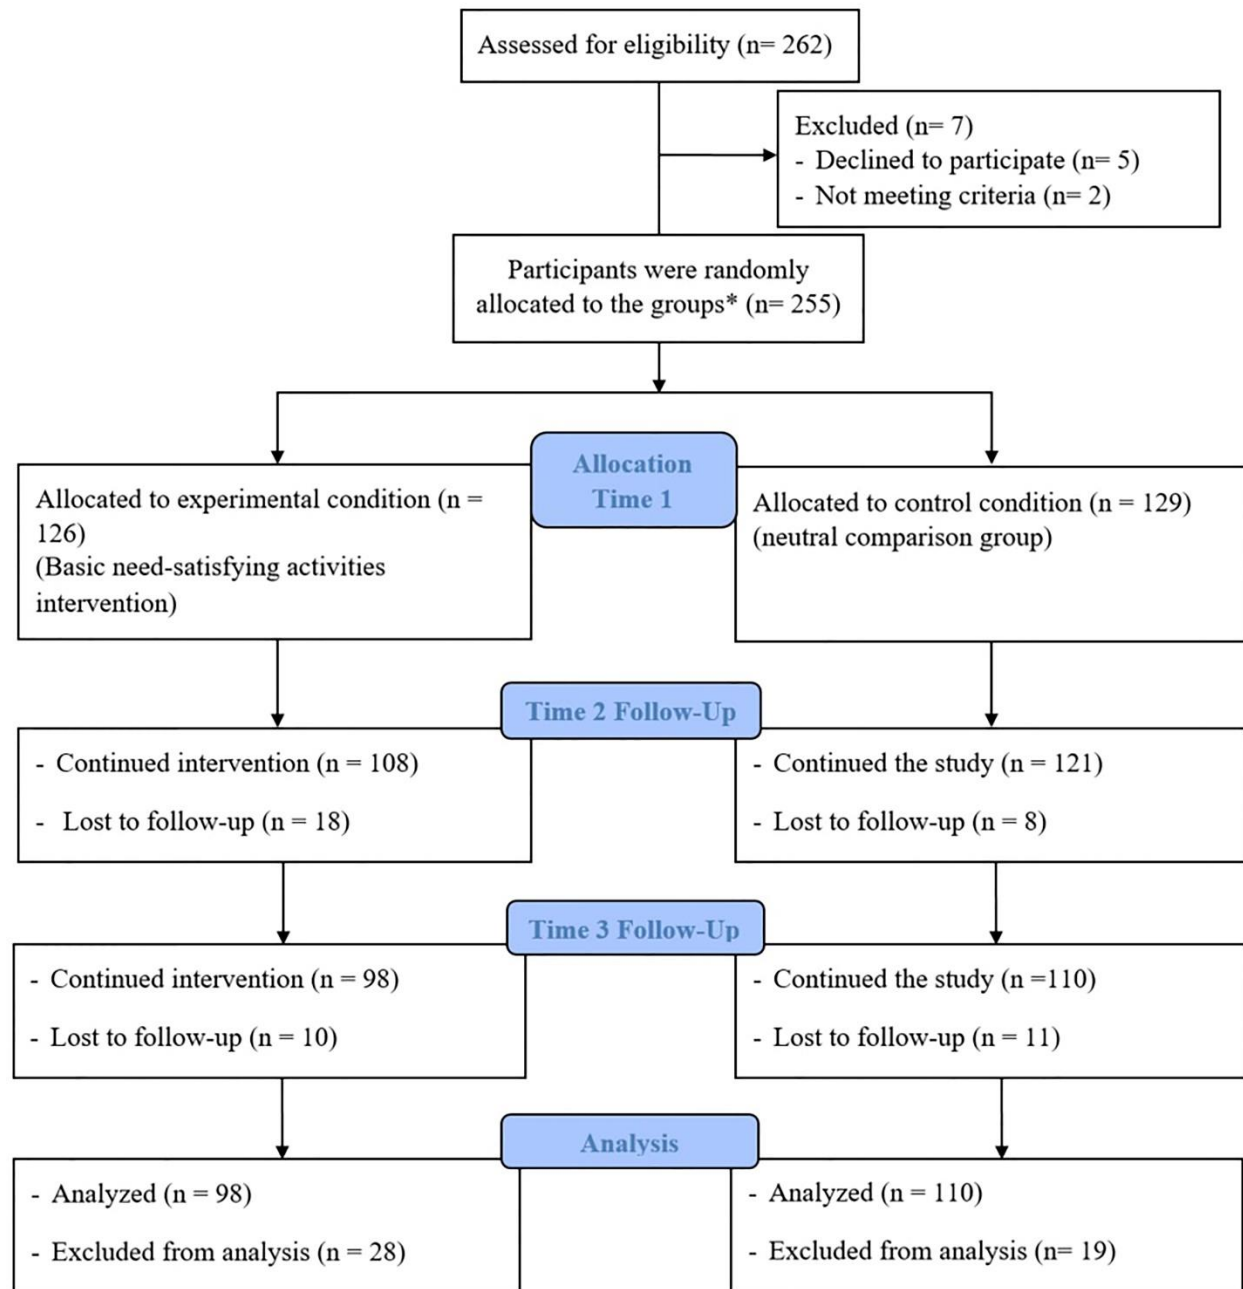 Assessed for eligibility (n= 262)
Excluded (n= 7)
- Declined to participate (n= 5)
- Not meeting criteria (n= 2)
Participants were randomly
allocated to the groups* (n= 255)
Allocation
Time 1
Allocated to experimental condition (n =
126)
(Basic need-satisfying activities
intervention)
Allocated to control condition (n = 129)
(neutral comparison group)
Time 2 Follow-Up
- Continued intervention (n = 108)
- Lost to follow-up (n = 18)
- Continued the study (n = 121)
- Lost to follow-up (n = 8)
Time 3 Follow-Up
- Continued intervention (n = 98)
- Lost to follow-up (n = 10)
- Continued the study (n =110)
- Lost to follow-up (n = 11)
Analysis
- Analyzed (n = 98)
- Excluded from analysis (n = 28)
- Analyzed (n = 110)
- Excluded from analysis (n= 19)